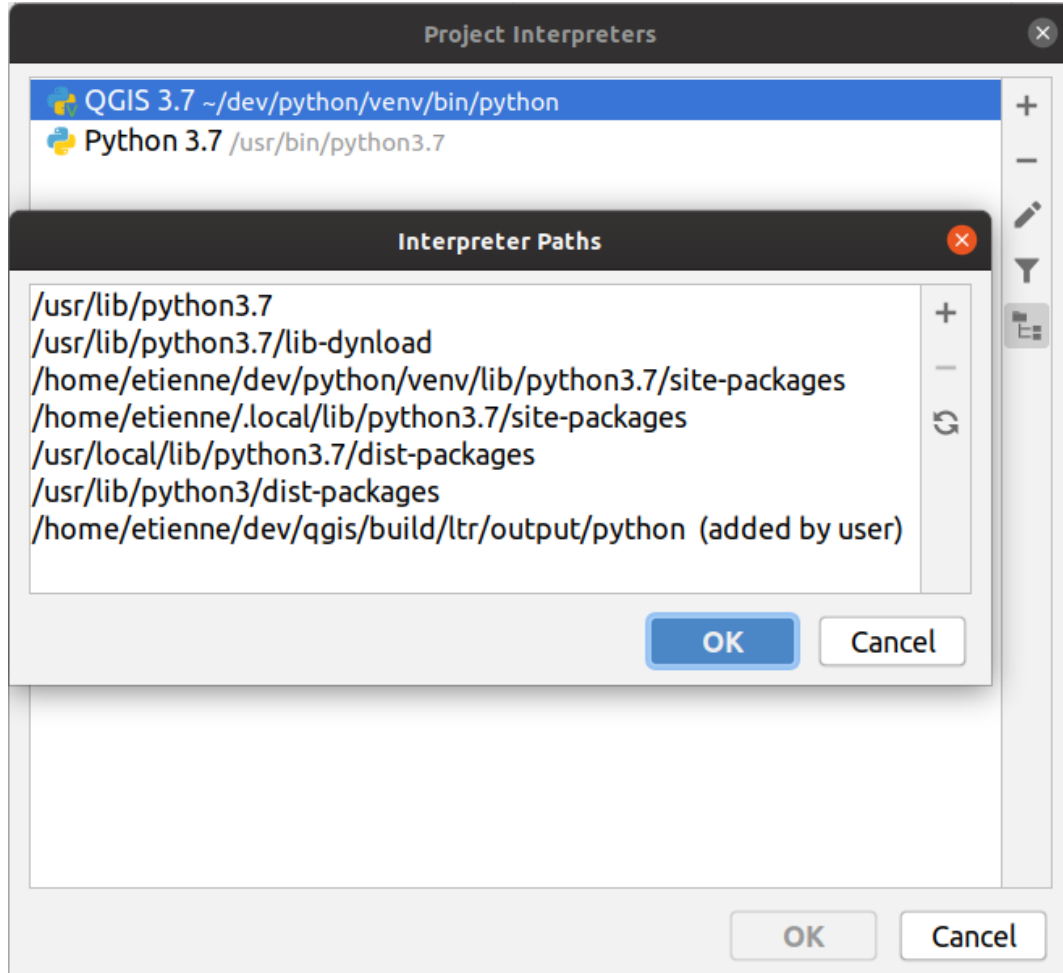 Project Interpreters
QGIS 3.7 ~/dev/python/venv/bin/python
Python 3.7 /usr/bin/python3.7
Interpreter Paths
/usr/lib/python3.7
/usr/lib/python3.7/lib-dynload
/home/etienne/dev/python/venv/lib/python3.7/site-packages
/home/etienne/.local/lib/python3.7/site-packages
/usr/local/lib/python3.7/dist-packages
/usr/lib/python3/dist-packages
/home/etienne/dev/qgis/build/ltr/output/python (added by user)
OK Cancel
OK Cancel